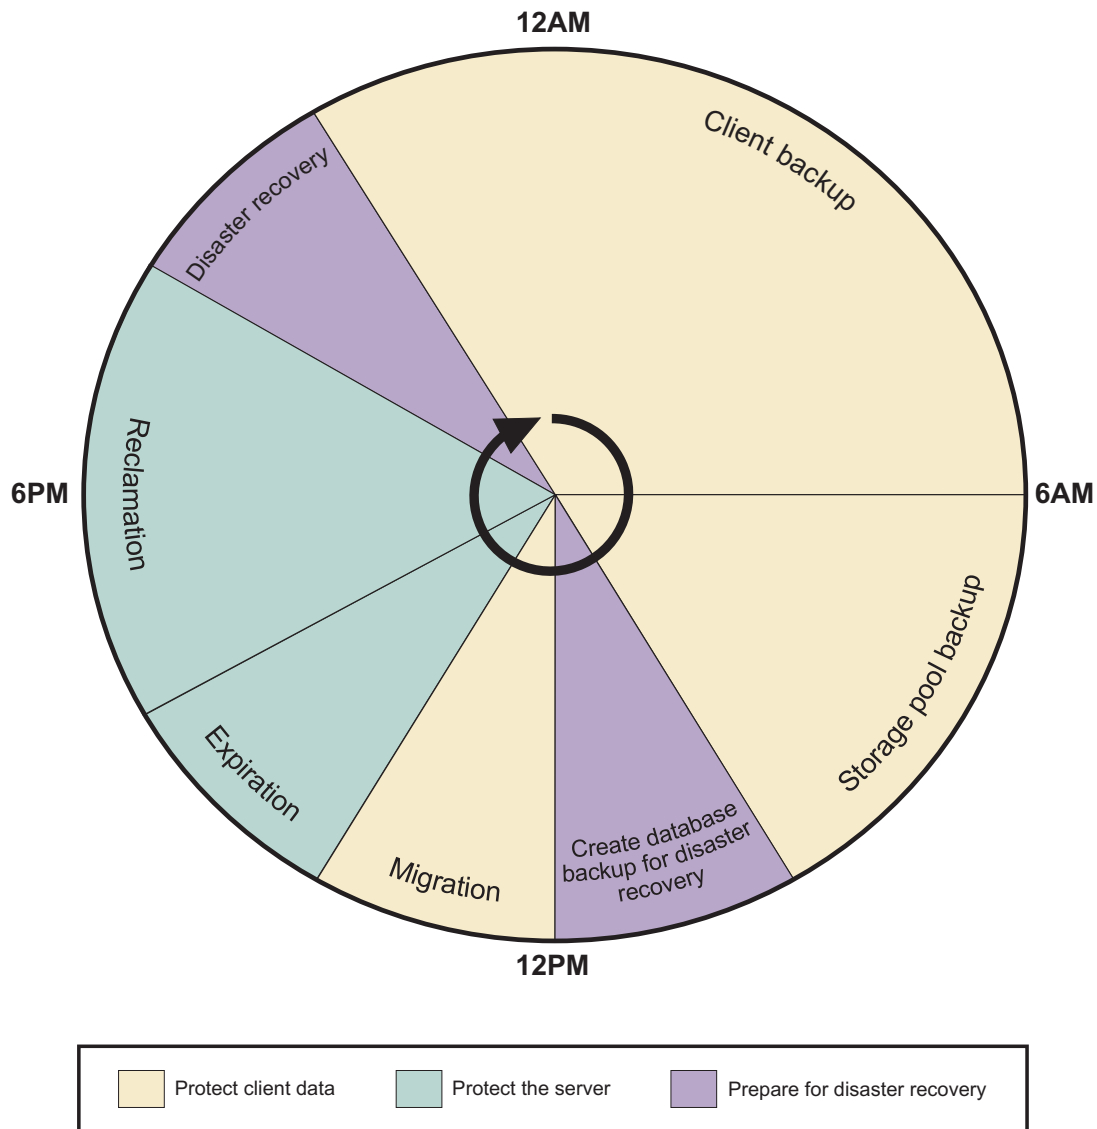 12AM
Client backup
Disaster recovery
6PM
6AM
Reclamation
Storage pool backup
Expiration
Create database
backup for disaster
recovery
Migration
12PM
Protect client data
Protect the server
Prepare for disaster recovery